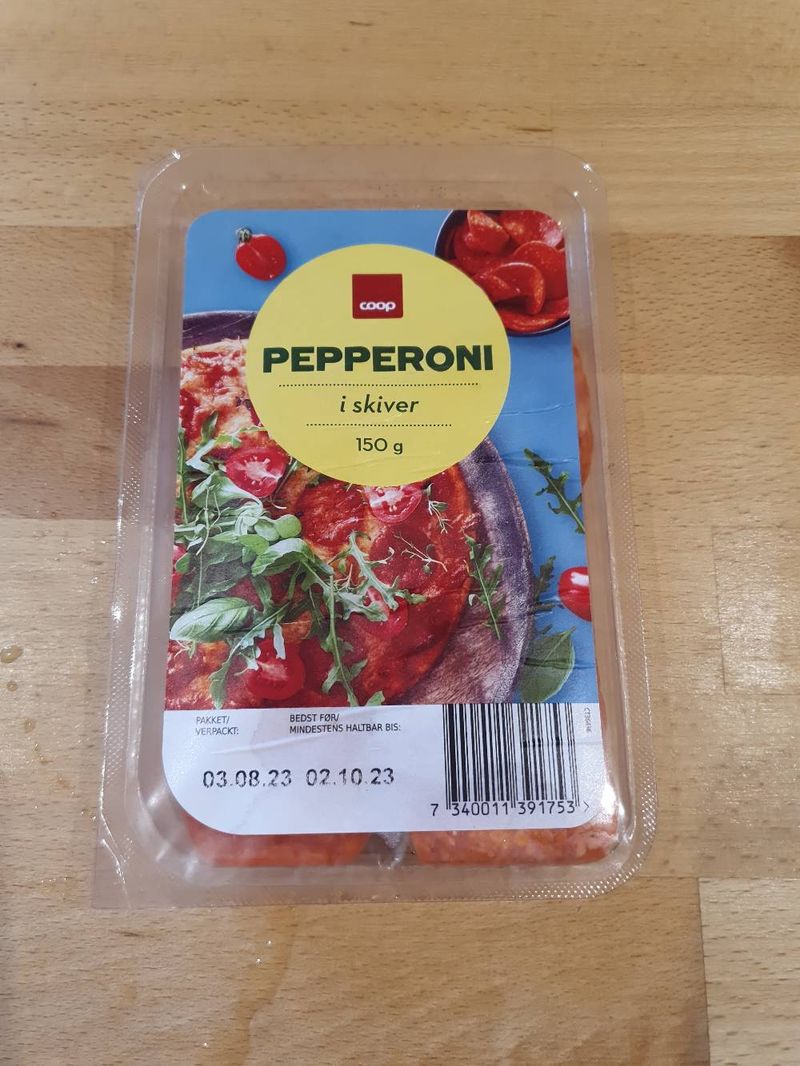 coop
PEPPERONI
i skiver
150 g
PAKKET/
VERPACKT:
BEDST FØR/
MINDESTENS HALTBAR BIS:
03.08.23 02.10.23
7 340011 391753 >